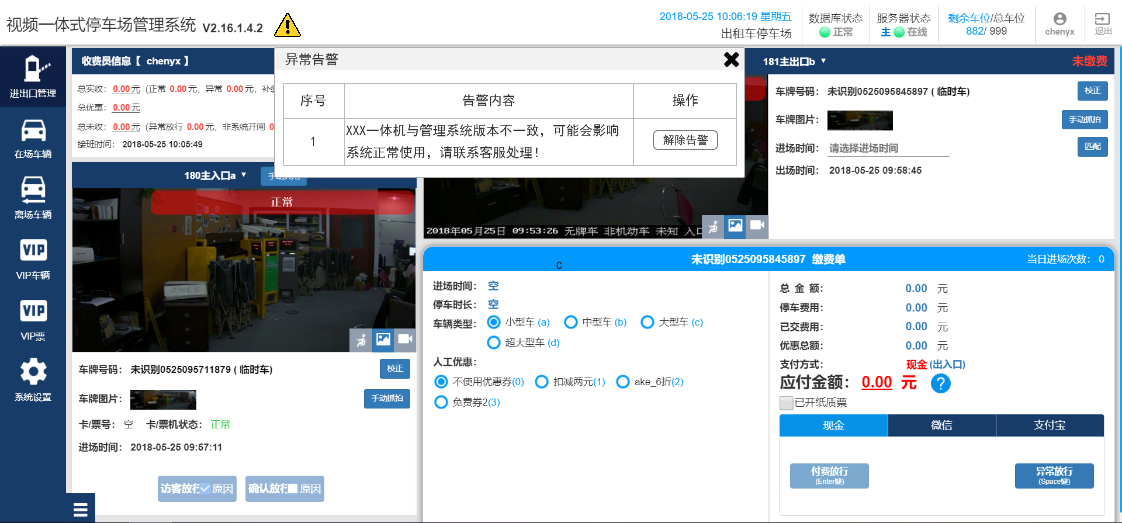 视频一体式停车场管理系统 V2.16.1.4.2
2018-05-25 10:06:19 星期五
出租车停车场
数据库状态
正常
服务器状态
主 在线
剩余车位/总车位
882/ 999
chenyx
退出
进出口管理
在场车辆
离场车辆
VIP车辆
VIP票
系统设置
收费员信息【 chenyx 】
总实收: 0.00元 (正常 0.00元, 异常 0.00元,
总优惠: 0.00元
总未收: 0.00元 (异常放行 0.00元, 非系统开闸
接班时间: 2018-05-25 10:05:49
异常告警
序号 告警内容 操作
1
XXX一体机与管理系统版本不一致，可能会影响
系统正常使用，请联系客服处理！
解除告警
180主入口a
正常
车牌号码: 未识别0525095711879 ( 临时车)
校正
车牌图片:
手动抓拍
卡/票号: 空 卡/票机状态: 正常
进场时间: 2018-05-25 09:57:11
访客放行 原因
确认放行 原因
2018年05月25日 09:53:26 无牌车 非机动车 未知 入口
181主出口b
未缴费
车牌号码: 未识别0525095845897 ( 临时车)
校正
车牌图片:
手动抓拍
进场时间: 请选择进场时间
匹配
出场时间: 2018-05-25 09:58:45
未识别0525095845897 缴费单
当日进场次数: 0
c
进场时间: 空
停车时长: 空
车辆类型: 小型车 (a) 中型车 (b) 大型车 (c)
超大型车 (d)
人工优惠:
不使用优惠券(0) 扣减两元(1) ake_6折(2)
免费券2(3)
总 金 额: 0.00 元
停车费用: 0.00 元
已交费用: 0.00 元
优惠总额: 0.00 元
支付方式: 现金(出入口)
应付金额: 0.00 元 ?
已开纸质票
现金 微信 支付宝
付费放行
(Enter键)
异常放行
(Space键)